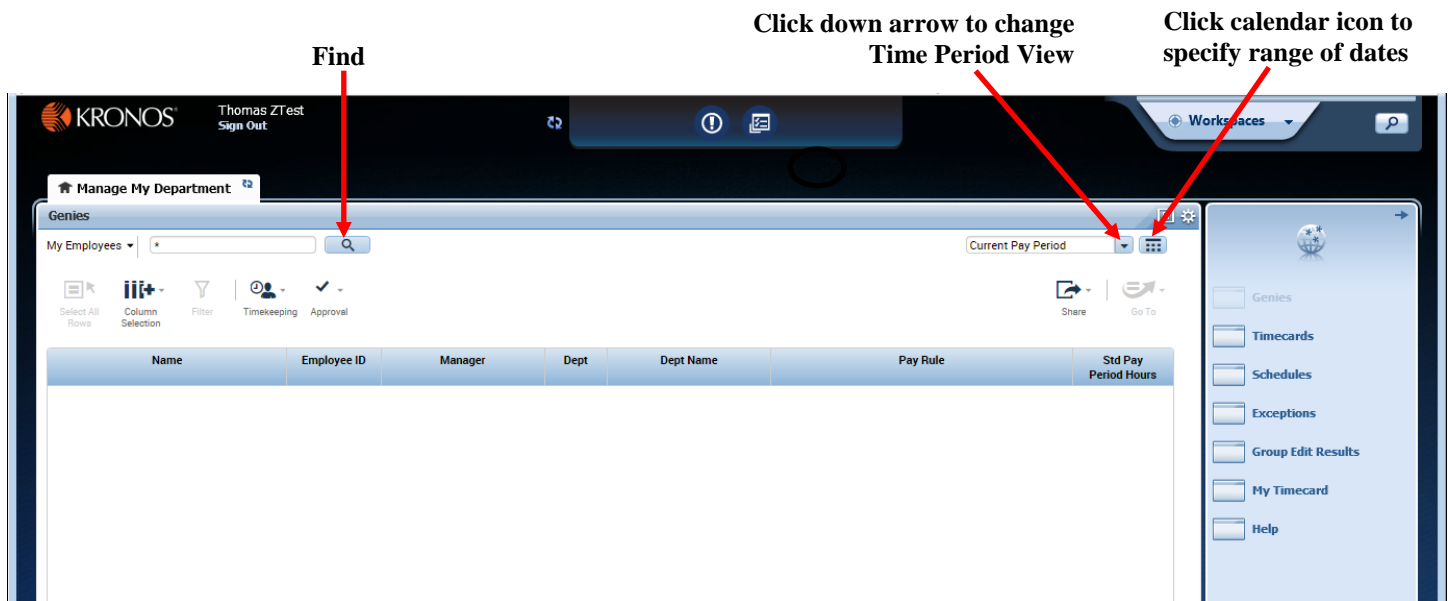 Click down arrow to change
Time Period View
Click calendar icon to
specify range of dates
Find
KRONOS®
Thomas ZTest
Sign Out
Workspaces
Manage My Department
Genies
My Employees
*
Current Pay Period
Select All
Rows
Column
Selection
Filter
Timekeeping
Approval
Share
Go To
Name
Employee ID
Manager
Dept
Dept Name
Pay Rule
Std Pay
Period Hours
Genies
Timecards
Schedules
Exceptions
Group Edit Results
My Timecard
Help